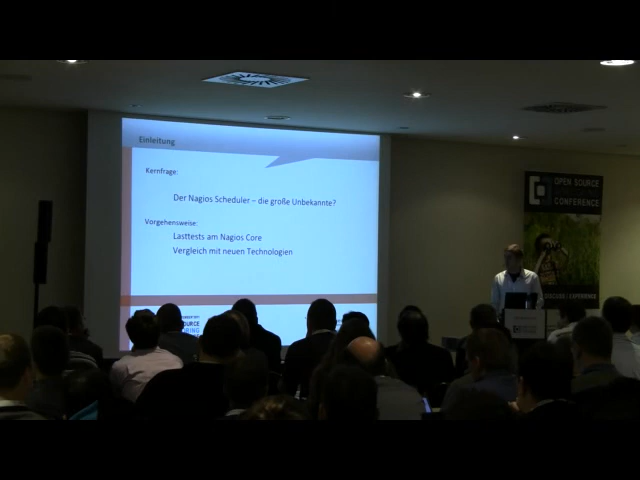 Einleitung
Kernfrage:
Der Nagios Scheduler – die große Unbekannte?
Vorgehensweise:
Lasttests am Nagios Core
Vergleich mit neuen Technologien
OPEN SOURCE
CONFERENCE